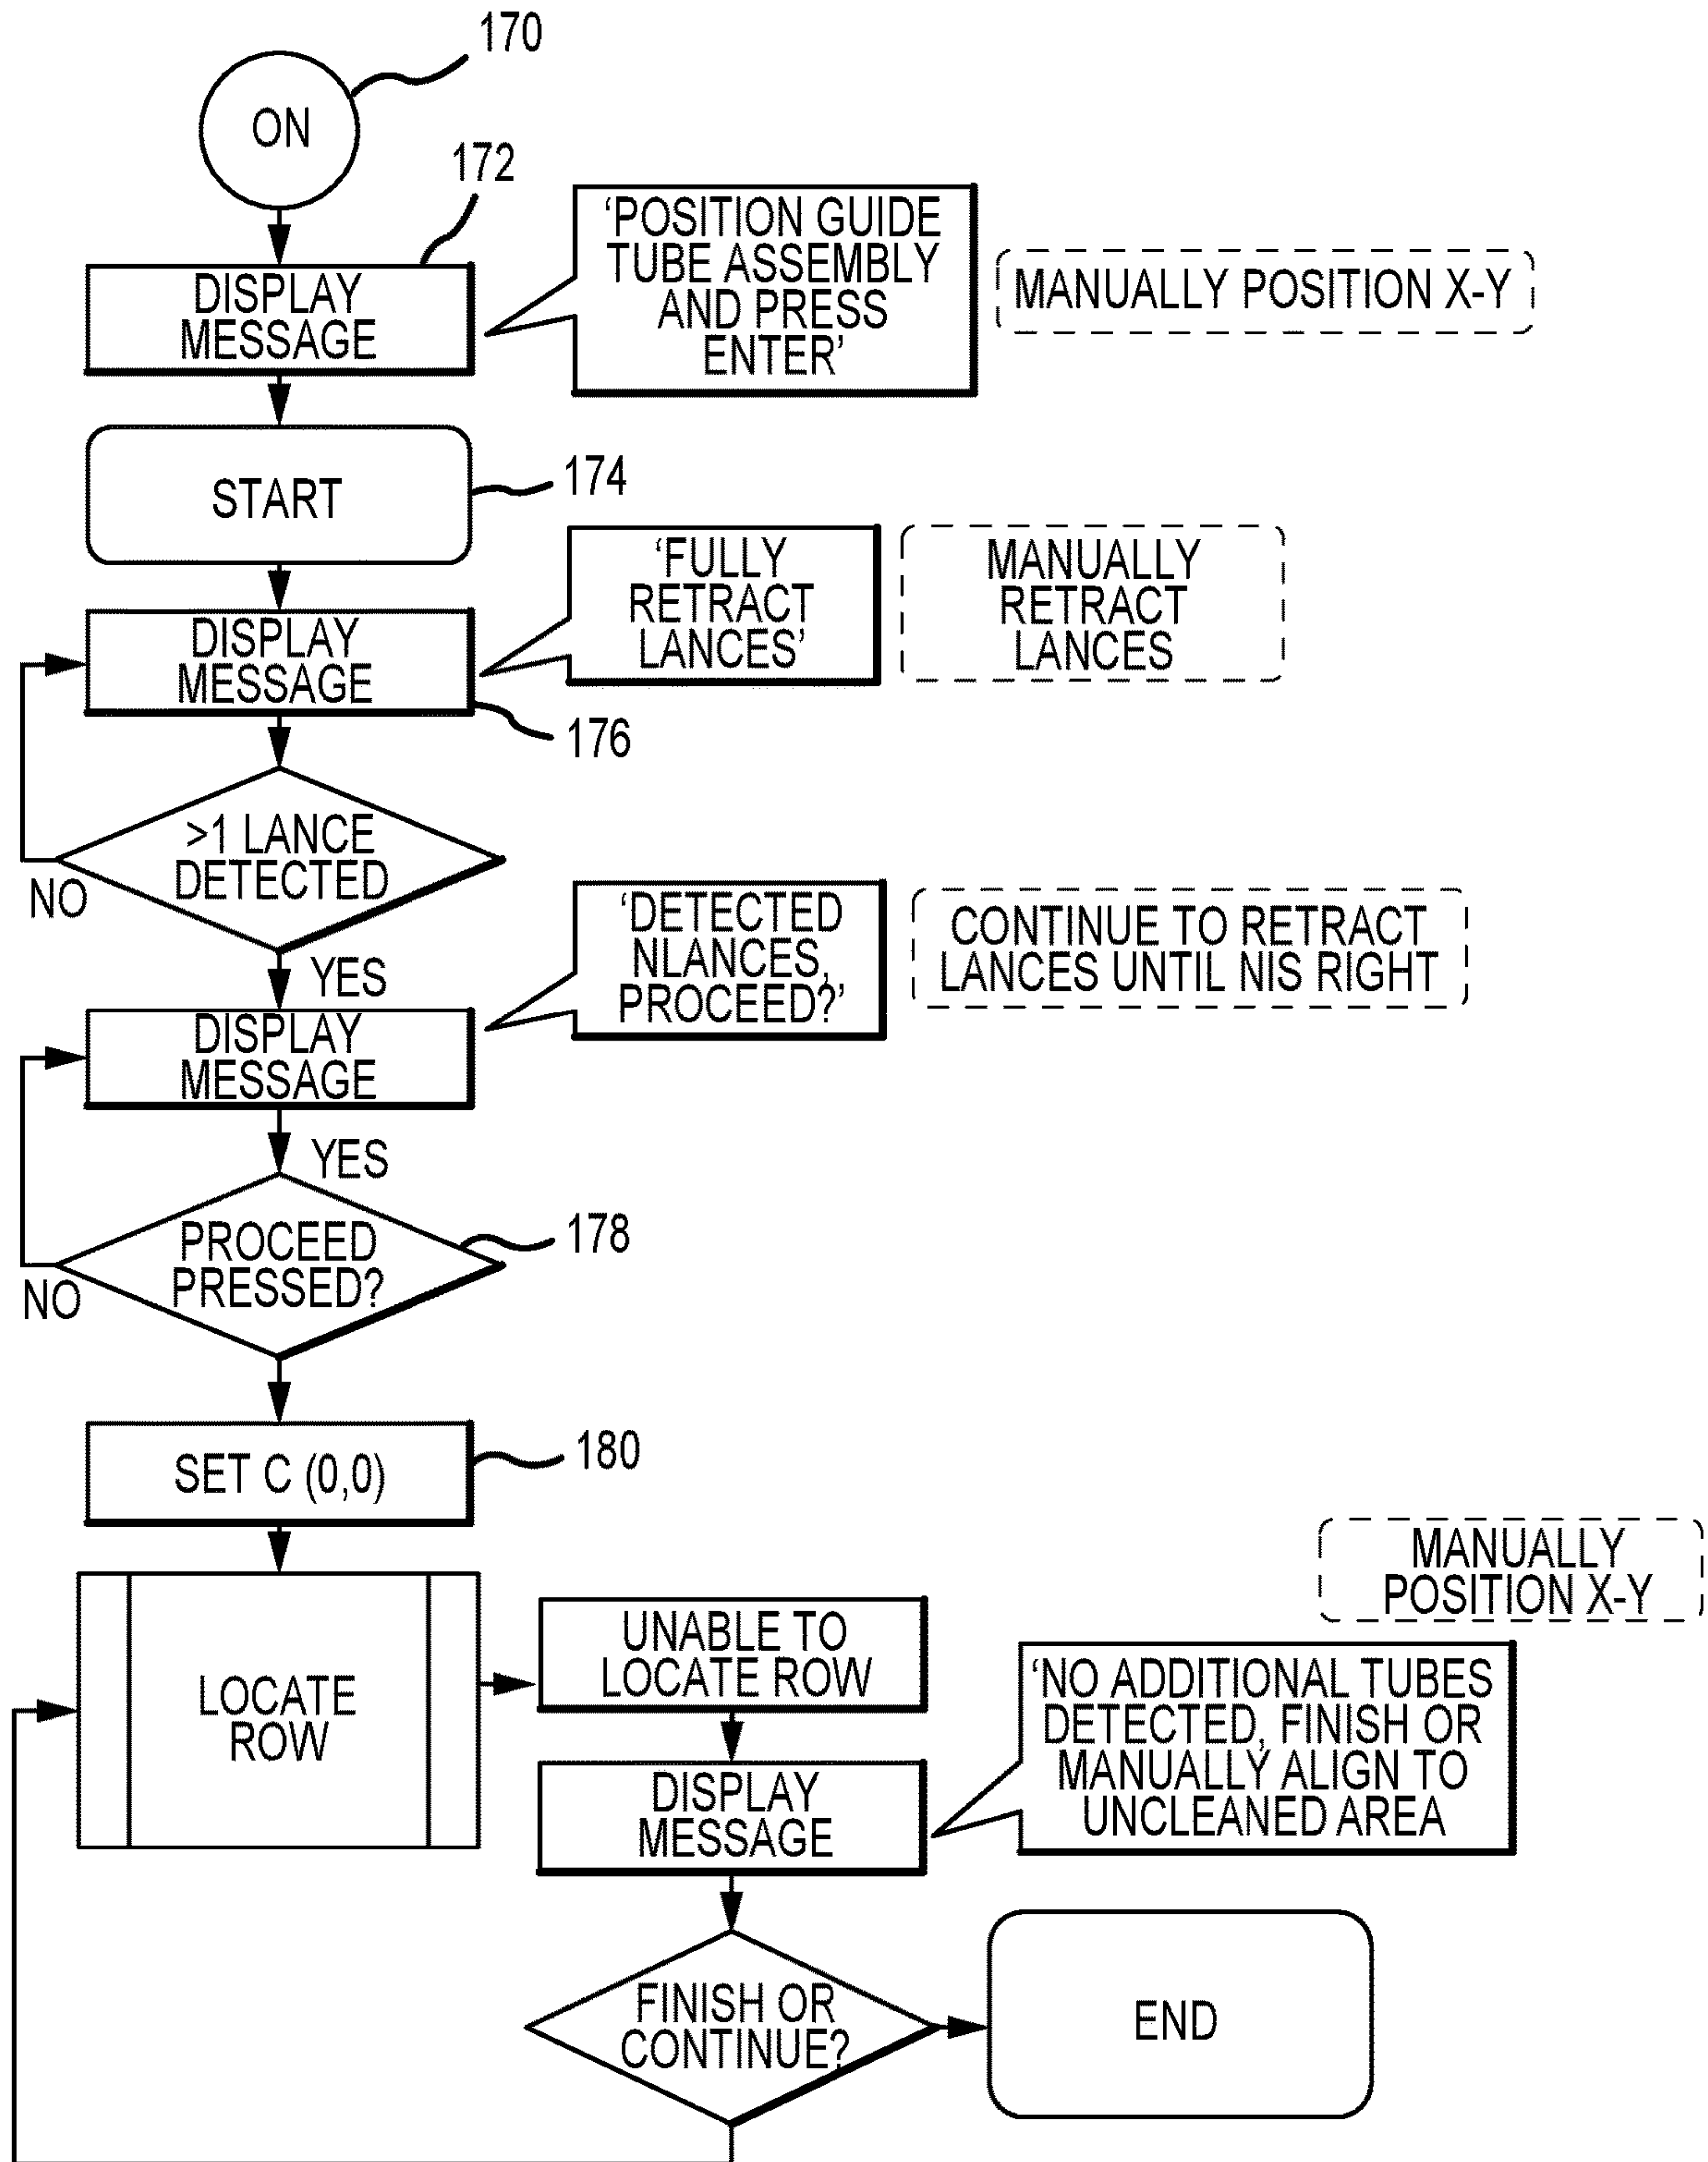 170
ON
172
DISPLAY
MESSAGE
‘POSITION GUIDE
TUBE ASSEMBLY
AND PRESS
ENTER’
MANUALLY POSITION X-Y
START
174
DISPLAY
MESSAGE
176
‘FULLY
RETRACT
LANCES’
MANUALLY
RETRACT
LANCES
>1 LANCE
DETECTED
NO
YES
DISPLAY
MESSAGE
‘DETECTED
NLANCES,
PROCEED?’
CONTINUE TO RETRACT
LANCES UNTIL NIS RIGHT
YES
PROCEED
PRESSED?
178
NO
SET C (0,0)
180
LOCATE
ROW
UNABLE TO
LOCATE ROW
MANUALLY
POSITION X-Y
DISPLAY
MESSAGE
‘NO ADDITIONAL TUBES
DETECTED, FINISH OR
MANUALLY ALIGN TO
UNCLEANED AREA
FINISH OR
CONTINUE?
END